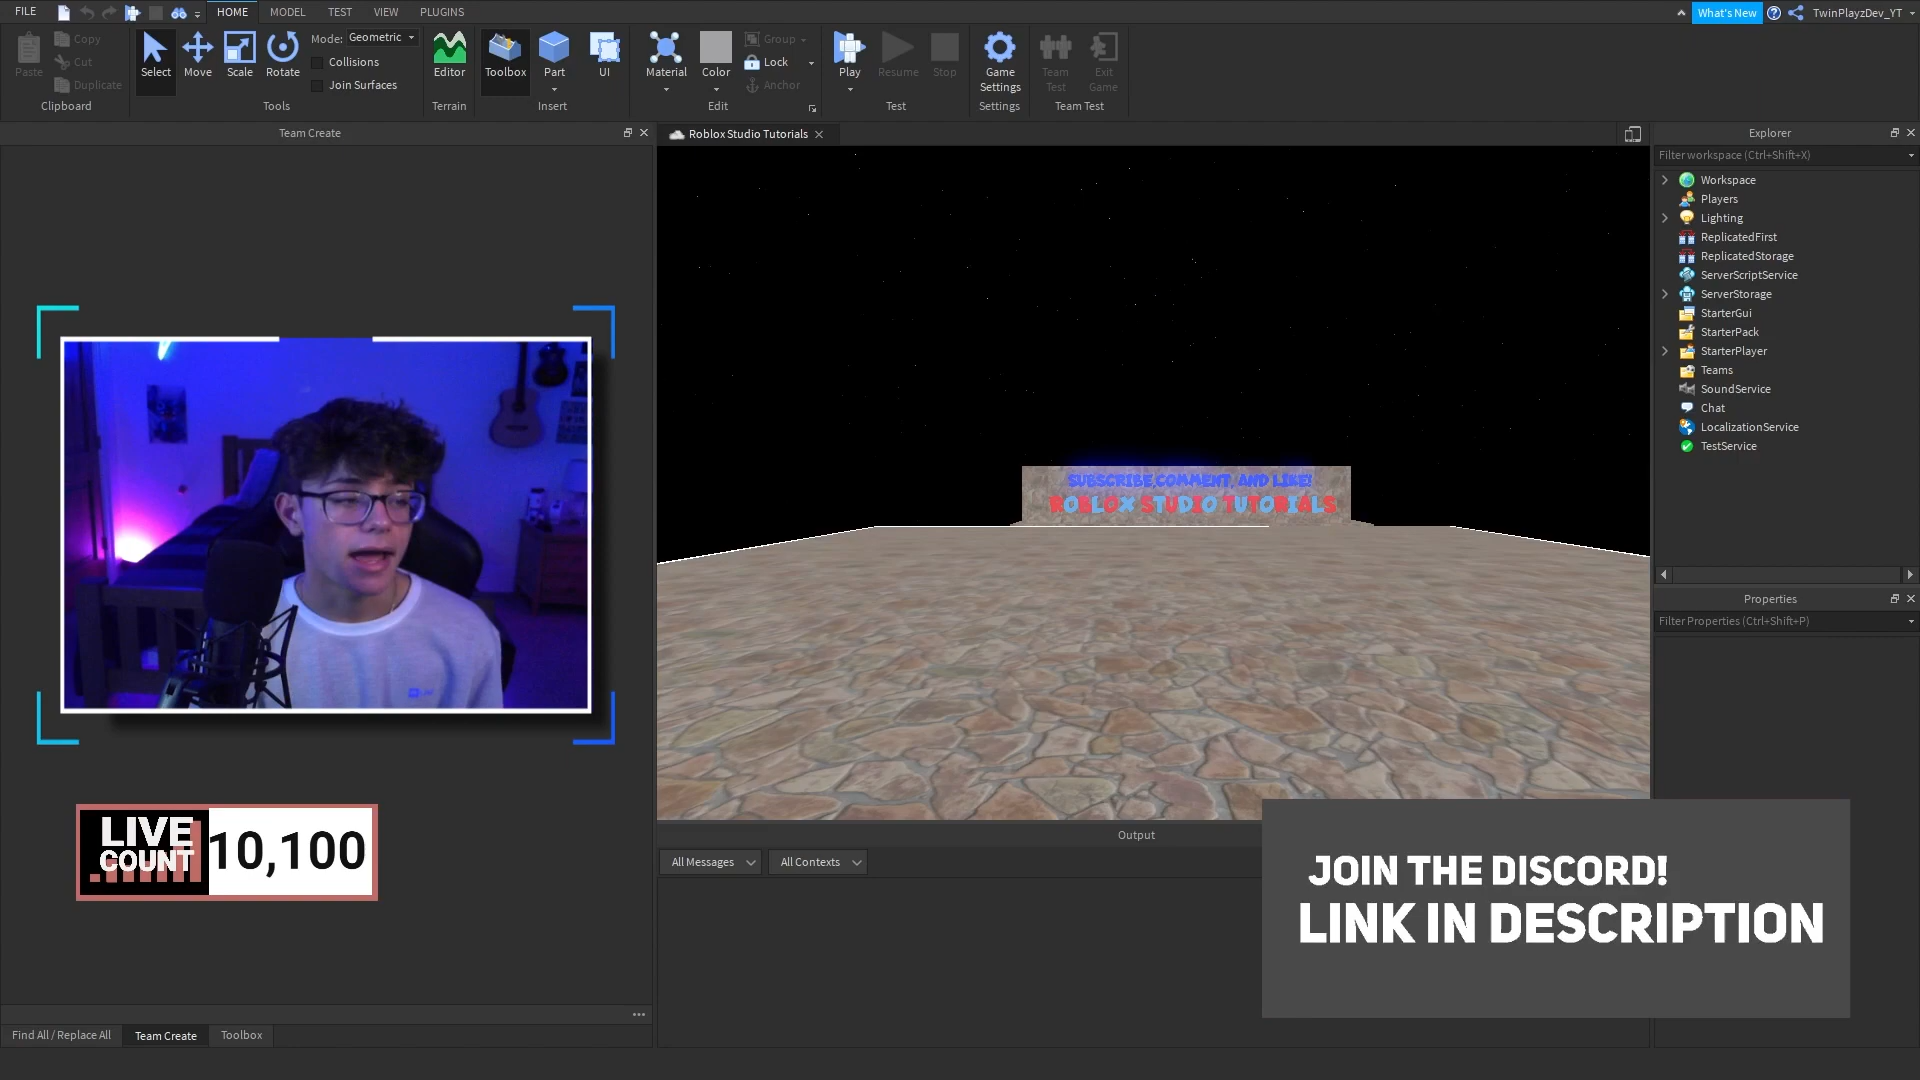 FILE
HOME
MODEL
TEST
VIEW
PLUGINS
What's New
TwinPlayzDev_YT
Paste
Copy
Cut
Duplicate
Clipboard
Select
Move
Scale
Rotate
Mode: Geometric
Collisions
Join Surfaces
Tools
Editor
Terrain
Toolbox
Part
UI
Insert
Material
Color
Group
Lock
Anchor
Edit
Play
Resume
Stop
Test
Game
Settings
Settings
Team
Test
Exit
Game
Team Test
Team Create
Roblox Studio Tutorials
Explorer
Filter workspace (Ctrl+Shift+X)
Workspace
Players
Lighting
ReplicatedFirst
ReplicatedStorage
ServerScriptService
ServerStorage
StarterGui
StarterPack
StarterPlayer
Teams
SoundService
Chat
LocalizationService
TestService
Properties
Filter Properties (Ctrl+Shift+P)
SUBSCRIBE,COMMENT, AND LIKE!
ROBLOX STUDIO TUTORIALS
LIVE
COUNT
10,100
Output
All Messages
All Contexts
JOIN THE DISCORD!
LINK IN DESCRIPTION
Find All / Replace All
Team Create
Toolbox